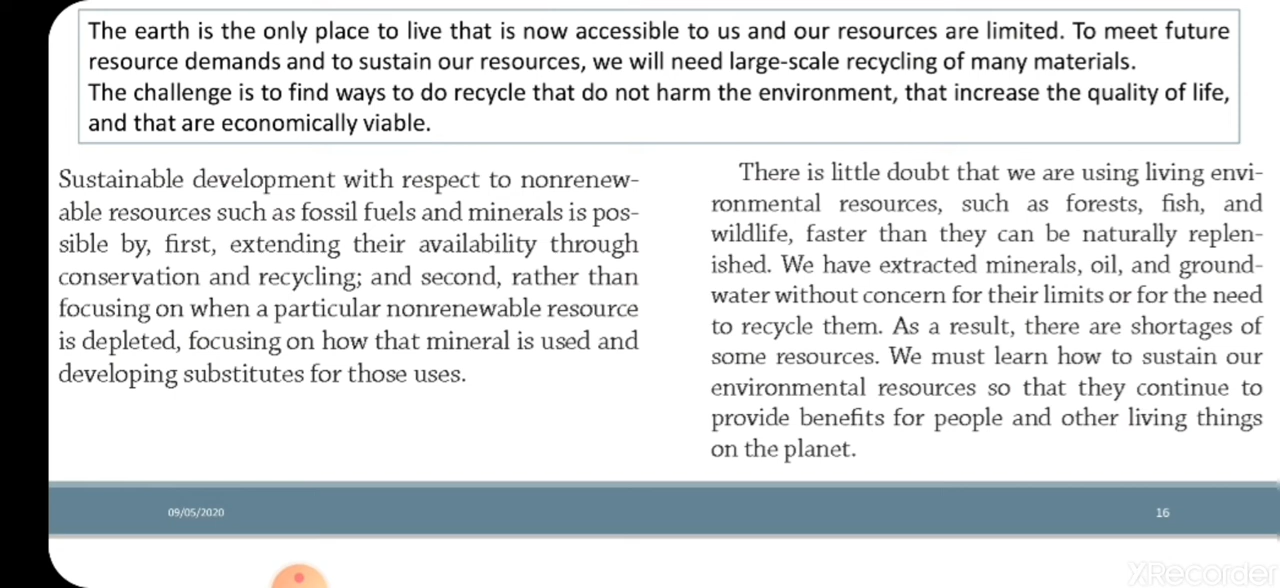 The earth is the only place to live that is now accessible to us and our resources are limited. To meet future
resource demands and to sustain our resources, we will need large-scale recycling of many materials.
The challenge is to find ways to do recycle that do not harm the environment, that increase the quality of life,
and that are economically viable.
Sustainable development with respect to nonrenew-
able resources such as fossil fuels and minerals is pos-
sible by, first, extending their availability through
conservation and recycling; and second, rather than
focusing on when a particular nonrenewable resource
is depleted, focusing on how that mineral is used and
developing substitutes for those uses.
There is little doubt that we are using living envi-
ronmental resources, such as forests, fish, and
wildlife, faster than they can be naturally replen-
ished. We have extracted minerals, oil, and ground-
water without concern for their limits or for the need
to recycle them. As a result, there are shortages of
some resources. We must learn how to sustain our
environmental resources so that they continue to
provide benefits for people and other living things
on the planet.
09/05/2020
16
XRecorder